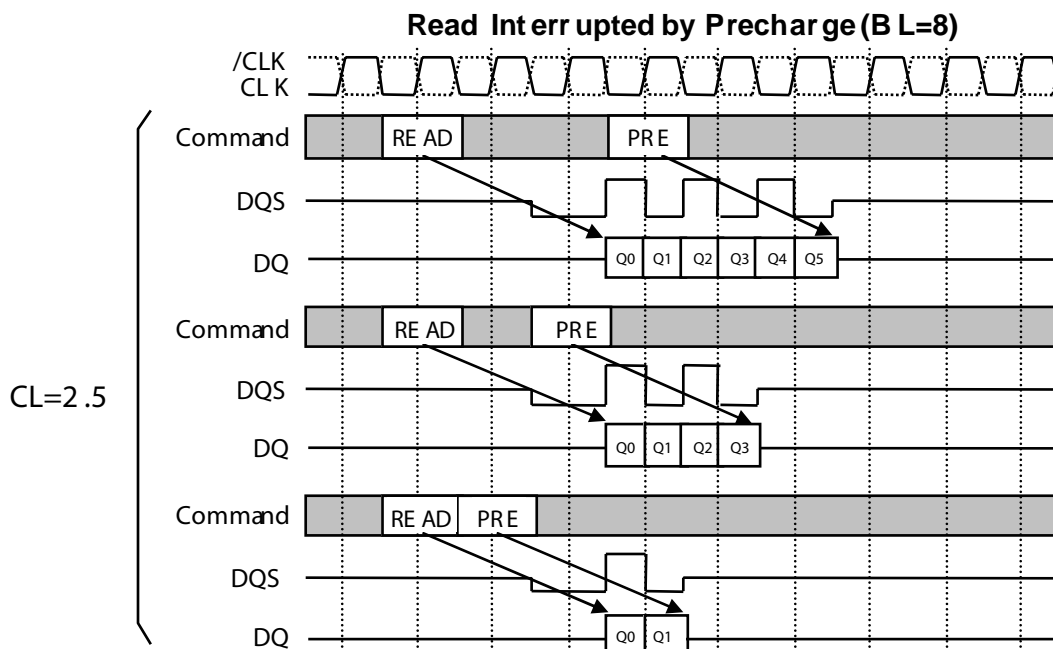 Read Interrupted by Precharge (BL=8)
/CLK
CLK
Command READ PRE
DQS
DQ Q0 Q1 Q2 Q3 Q4 Q5
Command READ PRE
CL=2.5
DQS
DQ Q0 Q1 Q2 Q3
Command READ PRE
DQS
DQ Q0 Q1